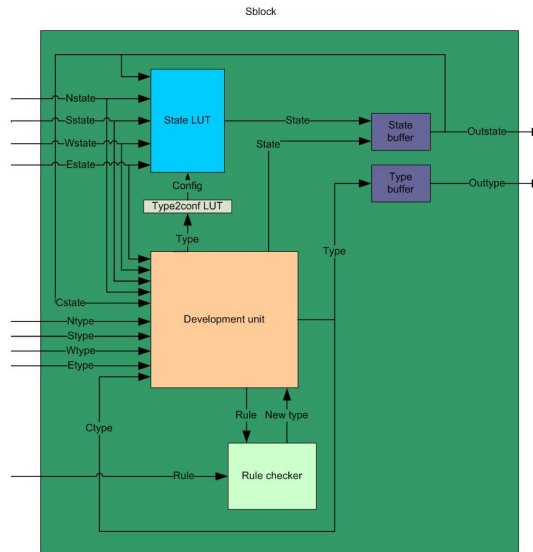 Sblock
Nstate
Sstate
Wstate
Estate
State LUT
State
State
buffer
Outstate
State
Config
Type2conf LUT
Type
Type
buffer
Outtype
Type
Cstate
Ntype
Stype
Wtype
Etype
Development unit
Ctype
Rule
New type
Rule
Rule checker